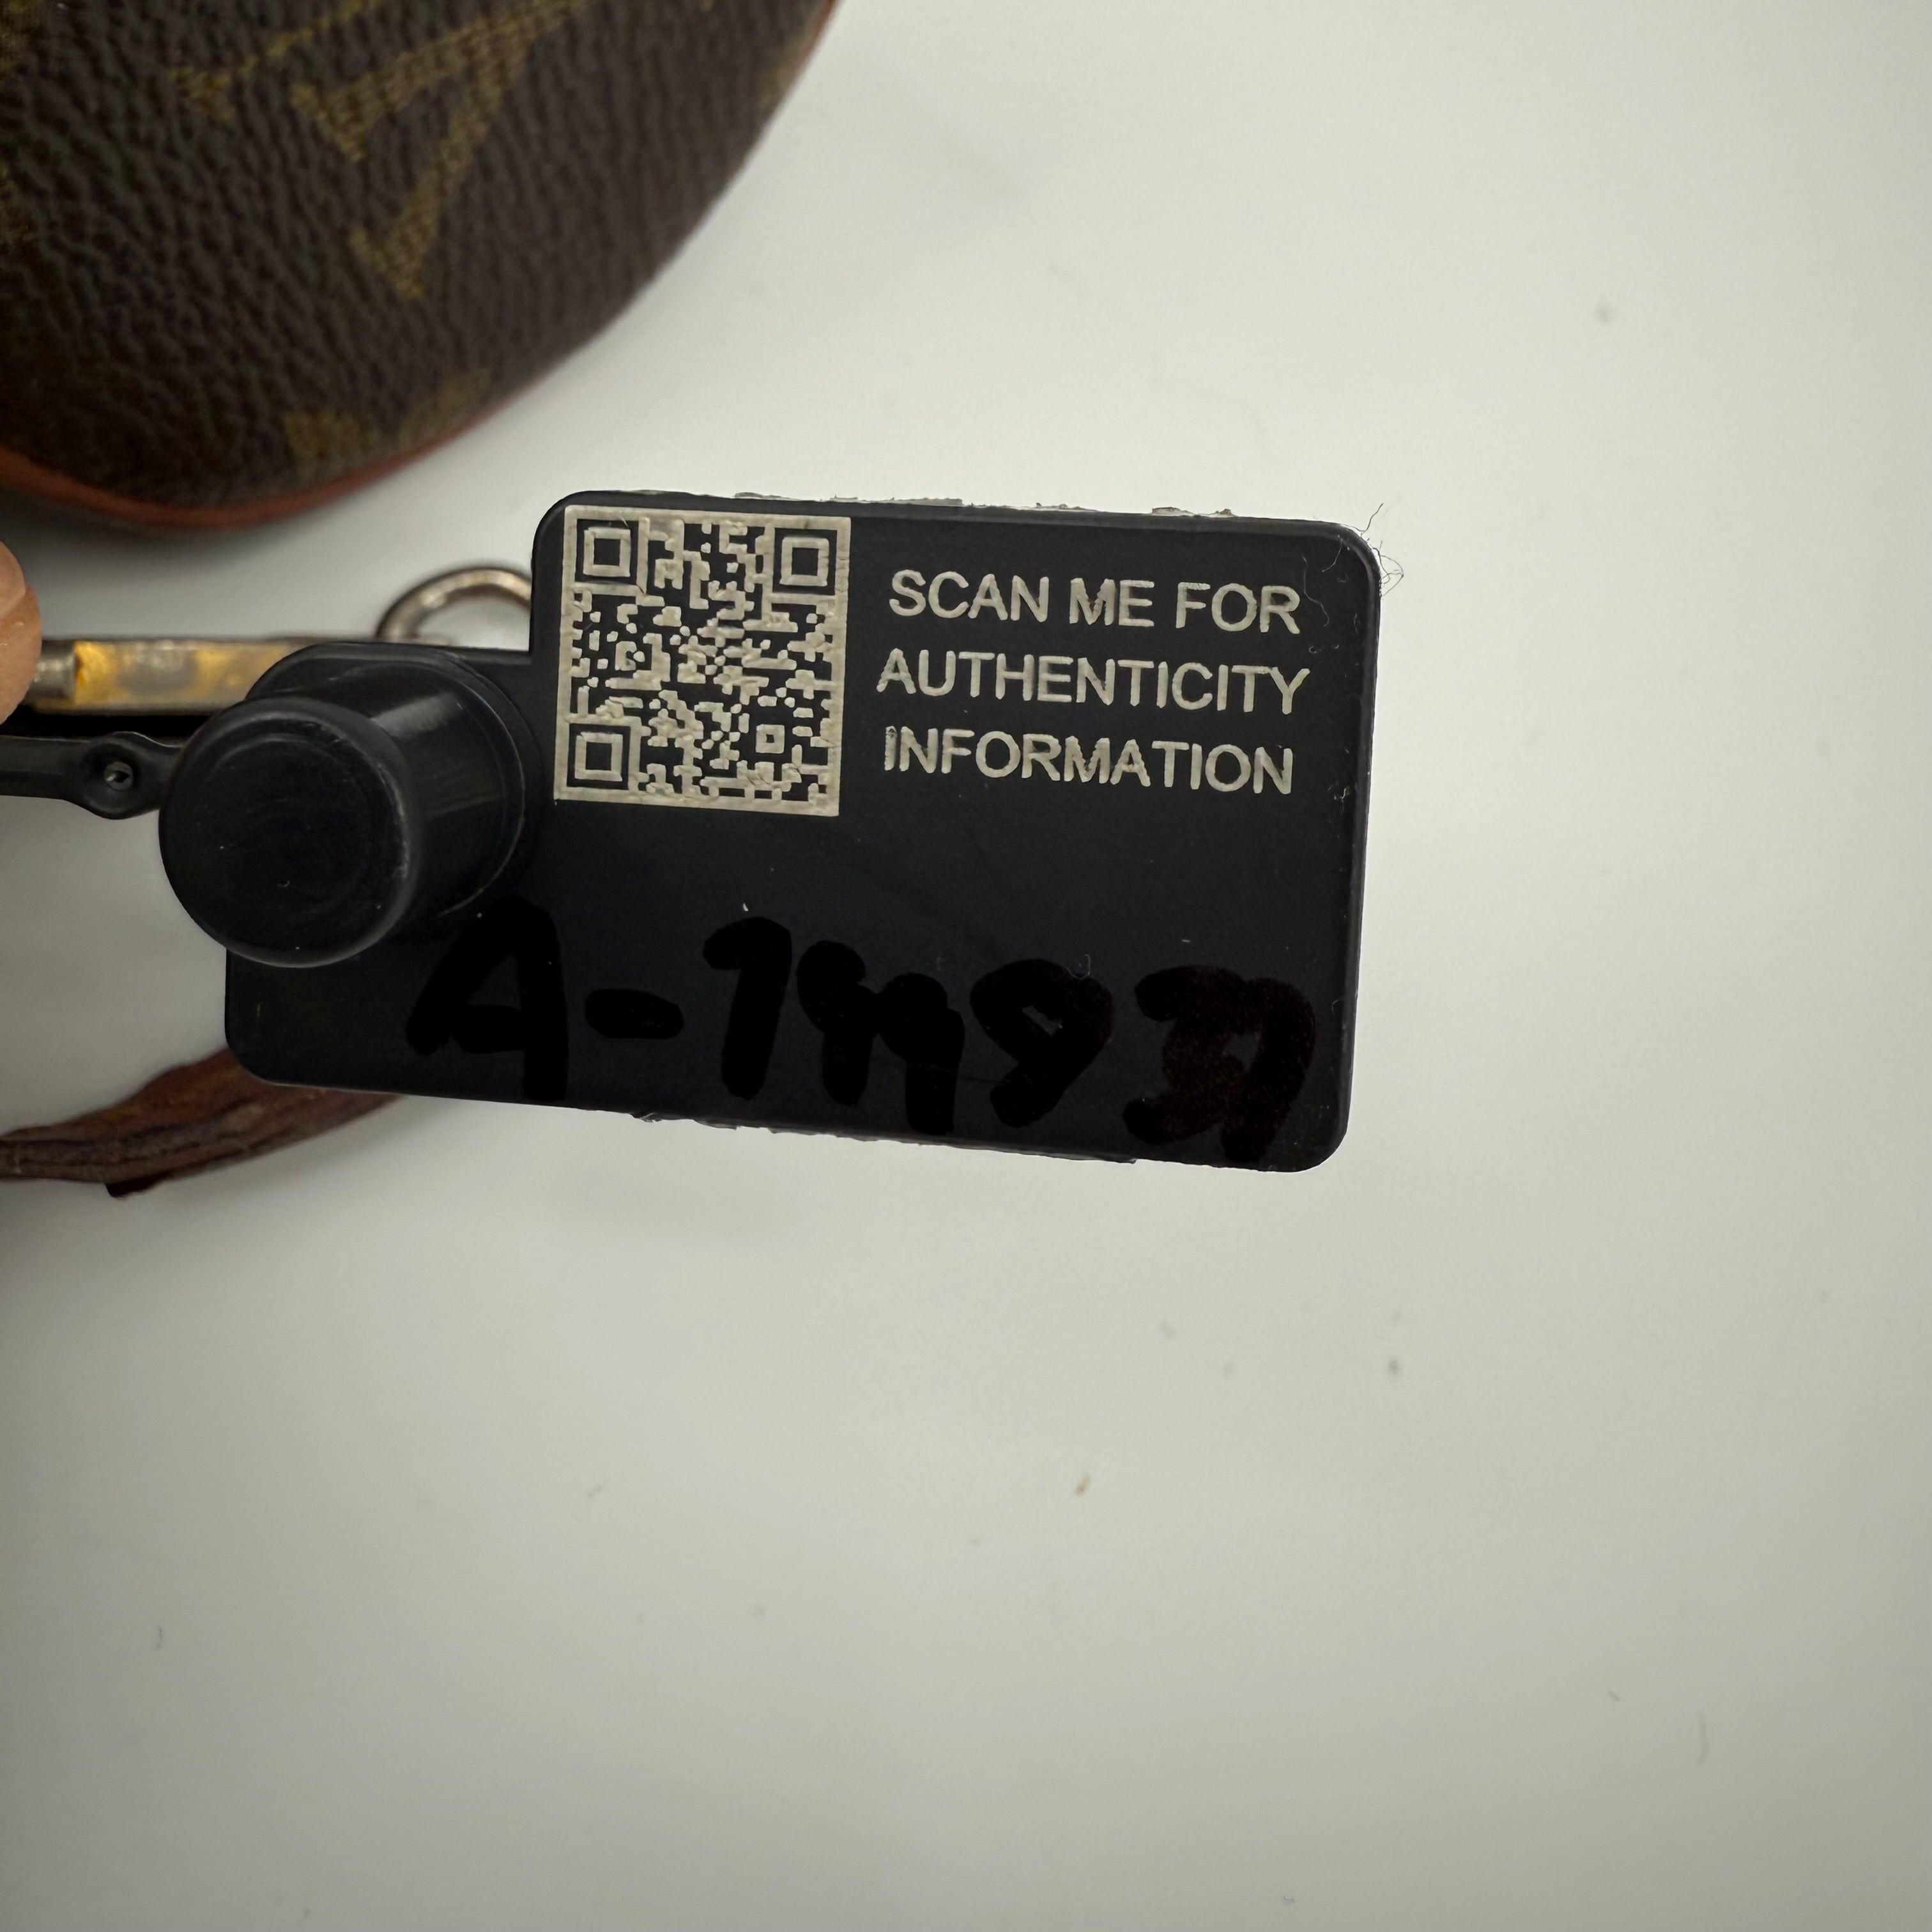 SCAN ME FOR
AUTHENTICITY
INFORMATION